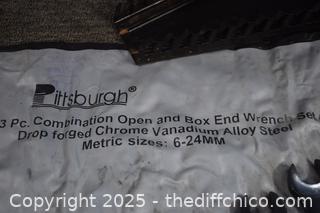 Pittsburgh®
3 Pc. Combination Open and Box End Wrench Set
Drop forged Chrome Vanadium Alloy Steel
Metric sizes: 6-24MM
Copyright 2025 - thisdifficulttree.com